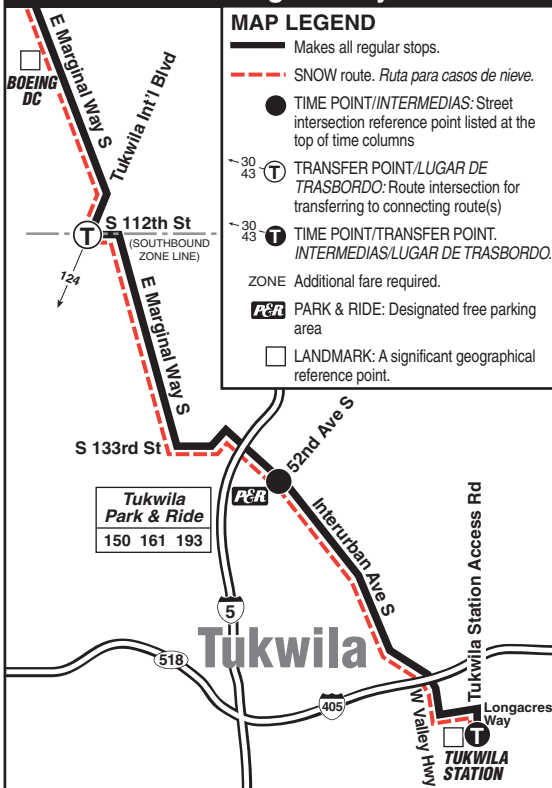 MAP LEGEND
Makes all regular stops.
SNOW route. Ruta para casos de nieve.
TIME POINT/INTERMEDIAS: Street
intersection reference point listed at the
top of time columns
30
43
T
TRANSFER POINT/LUGAR DE
TRASBORDO: Route intersection for
transferring to connecting route(s)
30
43
T
TIME POINT/TRANSFER POINT.
INTERMEDIAS/LUGAR DE TRASBORDO.
ZONE Additional fare required.
P&R PARK & RIDE: Designated free parking
area
LANDMARK: A significant geographical
reference point.
E Marginal Way S
BOEING
DC
Tukwila Int'l Blvd
T
S 112th St
(SOUTHBOUND
ZONE LINE)
124
E Marginal Way S
S 133rd St
52nd Ave S
P&R
Tukwila
Park & Ride
150 161 193
Interurban Ave S
5
Tukwila
518
405
Tukwila Station Access Rd
W Valley Hwy
Longacres
Way
T
TUKWILA
STATION